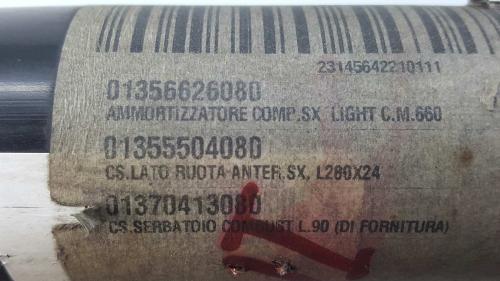 23145642210111
01356626080
AMMORTIZZATORE COMP.SX LIGHT C.M.660
01355504080
CS.LATO RUOTA ANTER.SX, L280X24
01370413080
CS.SERBATOIO COMBUST L.90 (DI FORNITURA)